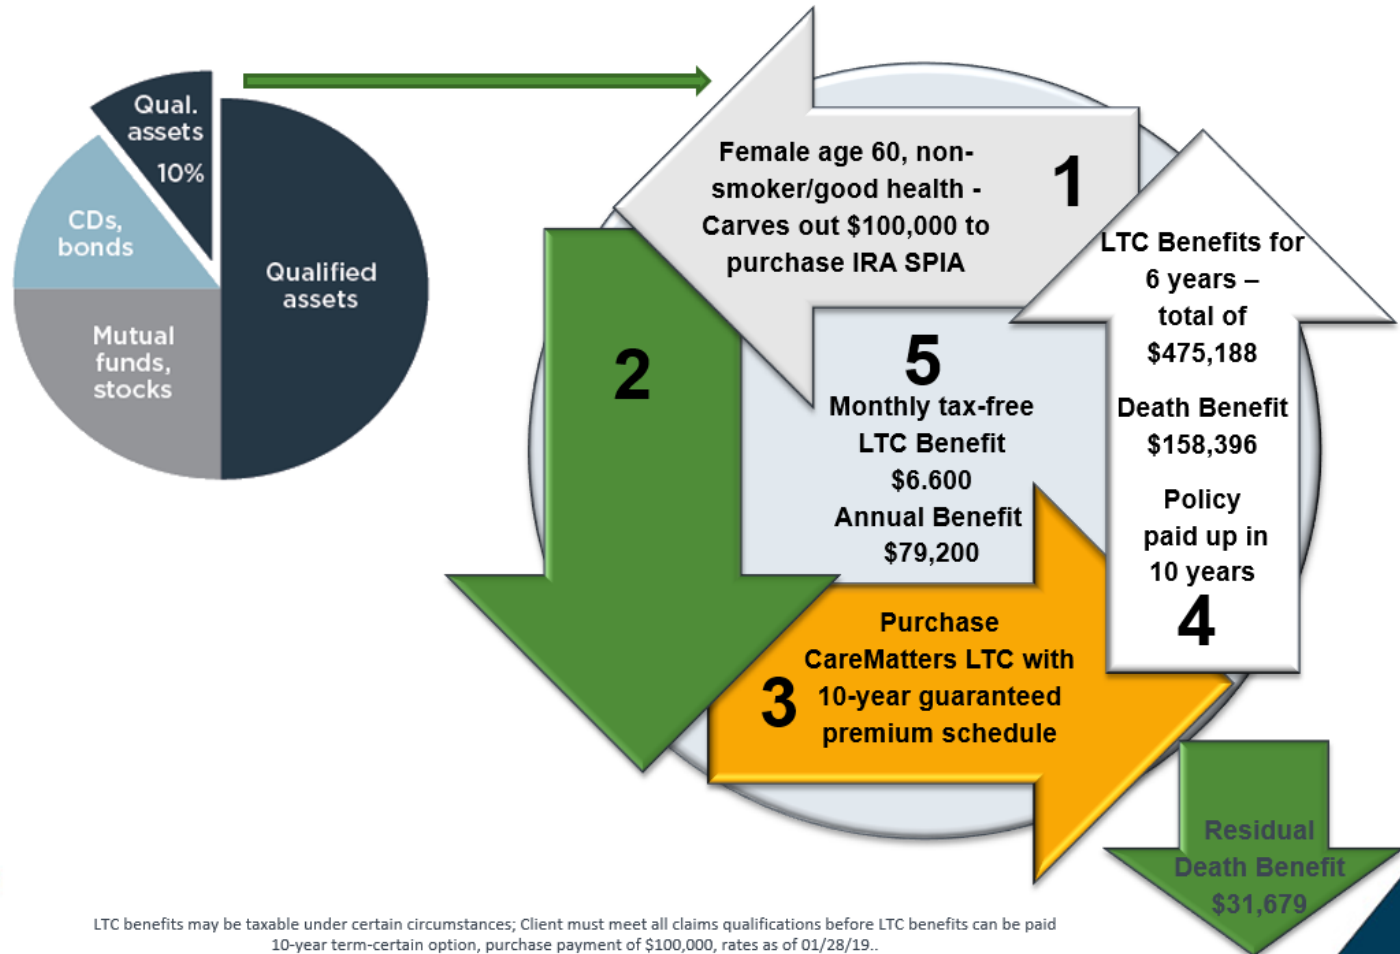 Qual.
assets
10%
CDs,
bonds
Qualified
assets
Mutual
funds,
stocks
Female age 60, non-
smoker/good health -
Carves out $100,000 to
purchase IRA SPIA
1
2
5
Monthly tax-free
LTC Benefit
$6.600
Annual Benefit
$79,200
Purchase
CareMatters LTC with
10-year guaranteed
premium schedule
3
LTC Benefits for
6 years –
total of
$475,188
Death Benefit
$158,396
Policy
paid up in
10 years
4
Residual
Death Benefit
$31,679
LTC benefits may be taxable under certain circumstances; Client must meet all claims qualifications before LTC benefits can be paid
10-year term-certain option, purchase payment of $100,000, rates as of 01/28/19..